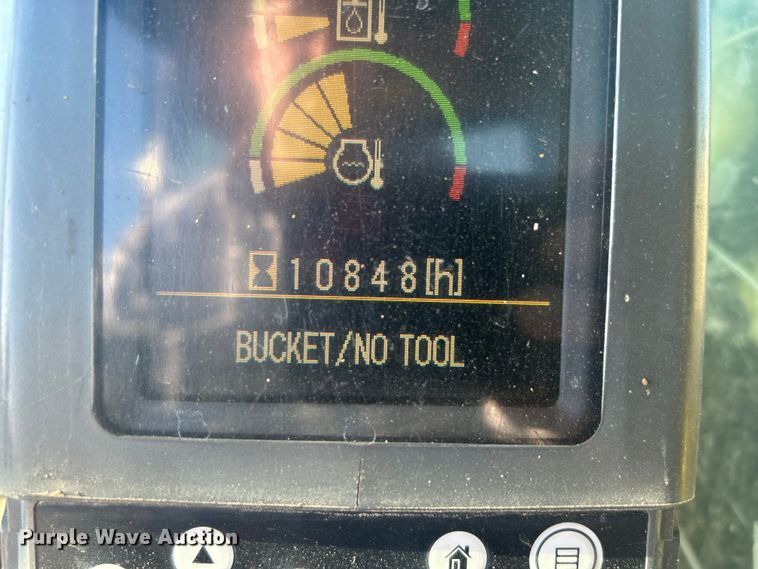 10848[h]
BUCKET/NO TOOL
Purple Wave Auction